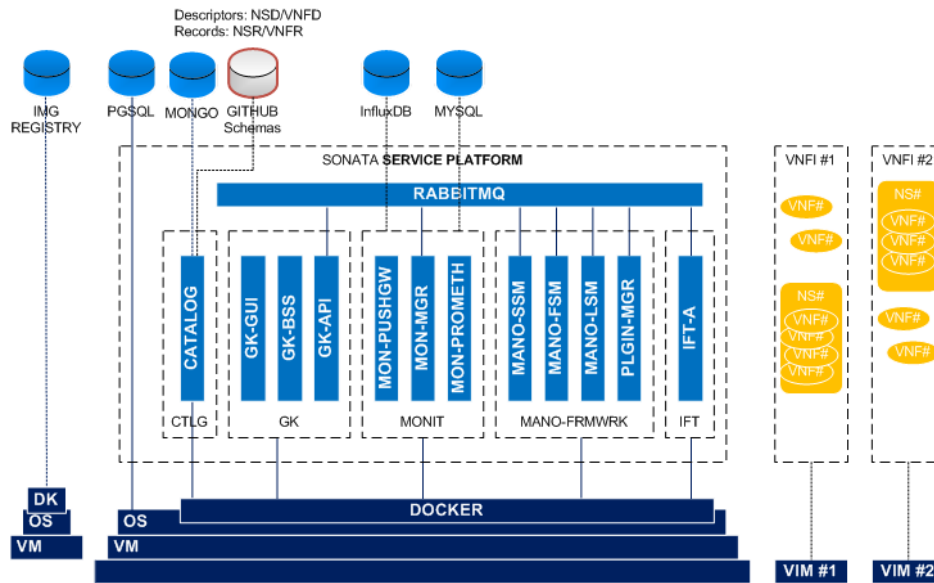 Descriptors: NSD/VNFD
Records: NSR/VNFR
IMG
REGISTRY
PGSQL
MONGO
GITHUB
Schemas
InfluxDB
MYSQL
SONATA SERVICE PLATFORM
RABBITMQ
CATALOG
GK-GUI
GK-BSS
GK-API
MON-PUSHGW
MON-MGR
MON-PROMETH
MANO-SSM
MANO-FSM
MANO-LSM
PLGIN-MGR
IFT-A
CTLG
GK
MONIT
MANO-FRMWRK
IFT
VNFI #1
VNF#
VNF#
NS#
VNF#
VNF#
VNF#
VNF#
VNFI #2
NS#
VNF#
VNF#
VNF#
VNF#
VNF#
DK
OS
VM
DOCKER
OS
VM
VIM #1
VIM #2